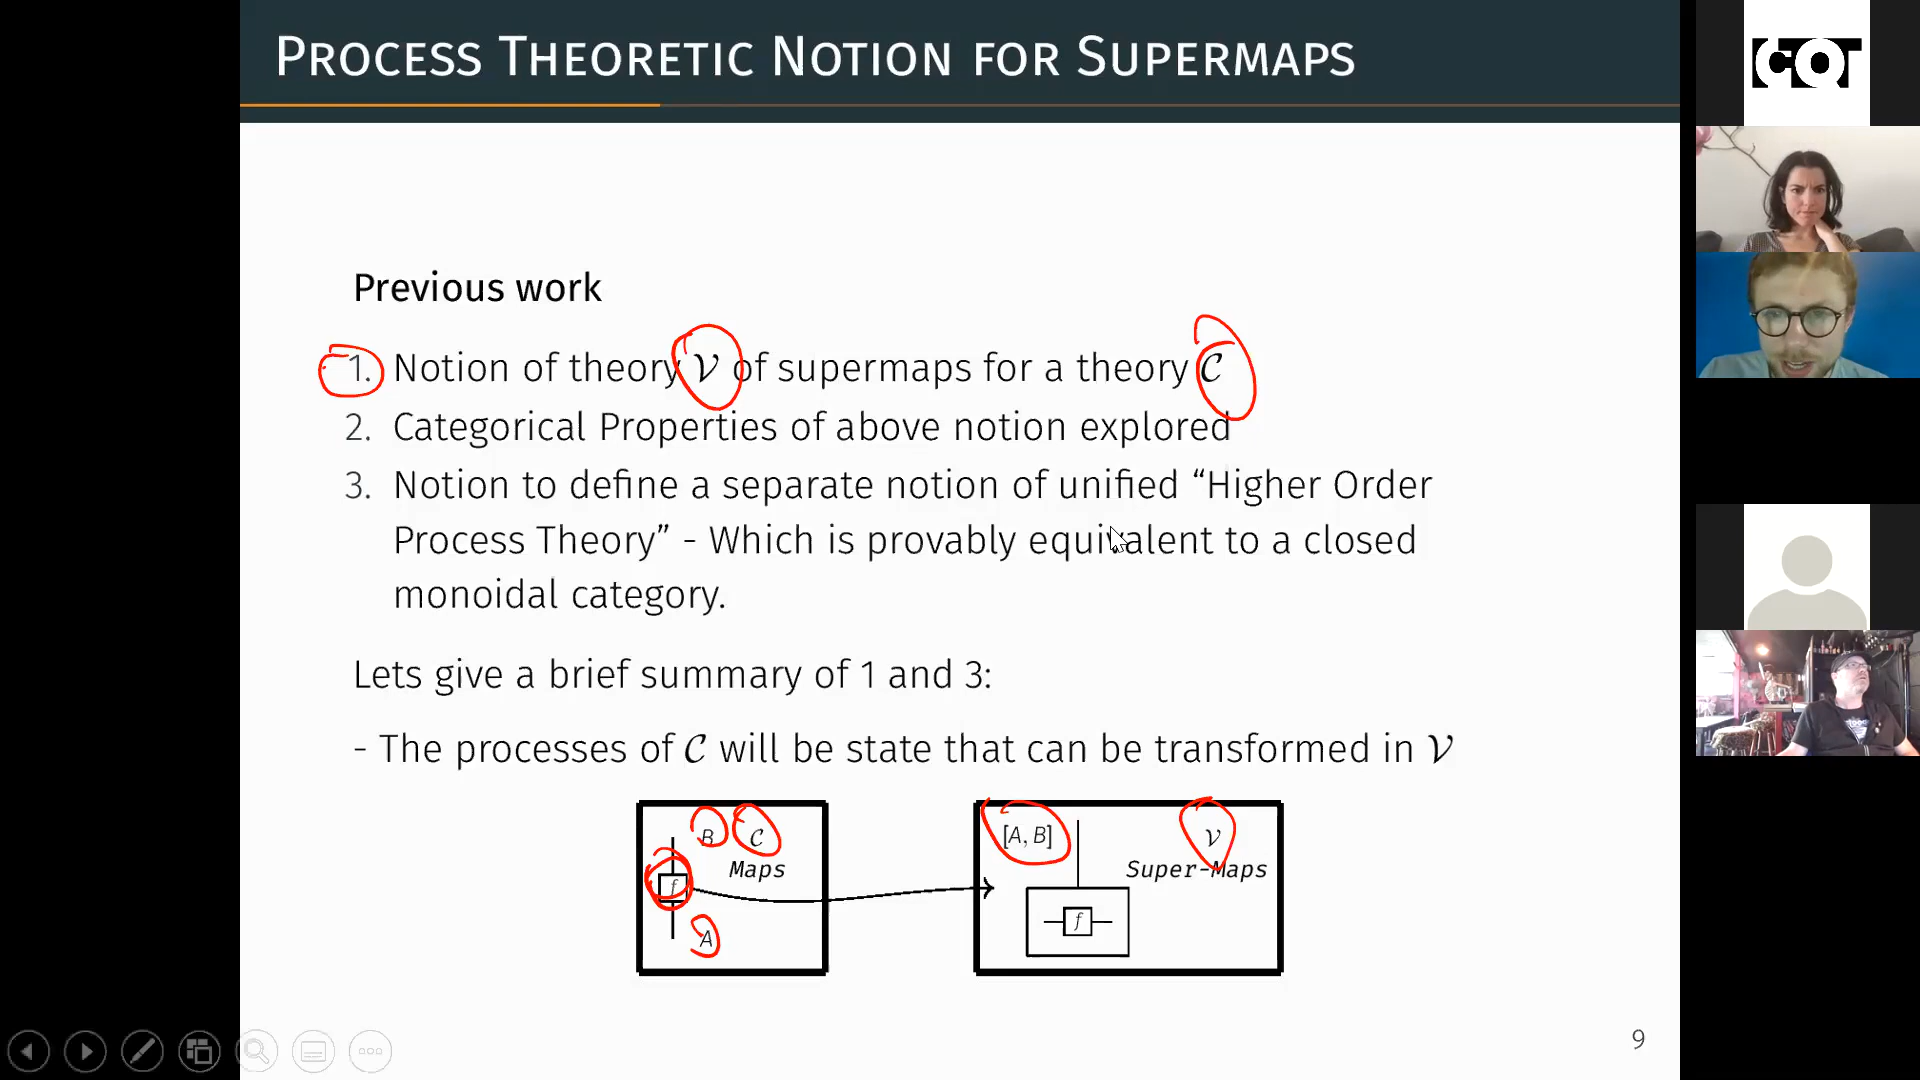 PROCESS THEORETIC NOTION FOR SUPERMAPS
Previous work
1. Notion of theory 𝒱 of supermaps for a theory 𝒞
2. Categorical Properties of above notion explored
3. Notion to define a separate notion of unified “Higher Order
Process Theory” - Which is provably equivalent to a closed
monoidal category.
Lets give a brief summary of 1 and 3:
- The processes of 𝒞 will be state that can be transformed in 𝒱
B 𝒞
Maps
f
A
[A, B] 𝒱
Super-Maps
f
9